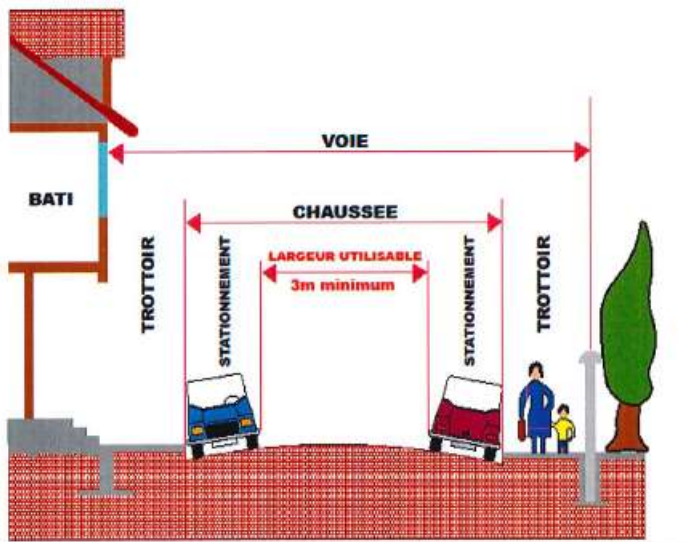 VOIE
BATI
CHAUSSEE
TROTTOIR
STATIONNEMENT
LARGEUR UTILISABLE
3m minimum
STATIONNEMENT
TROTTOIR